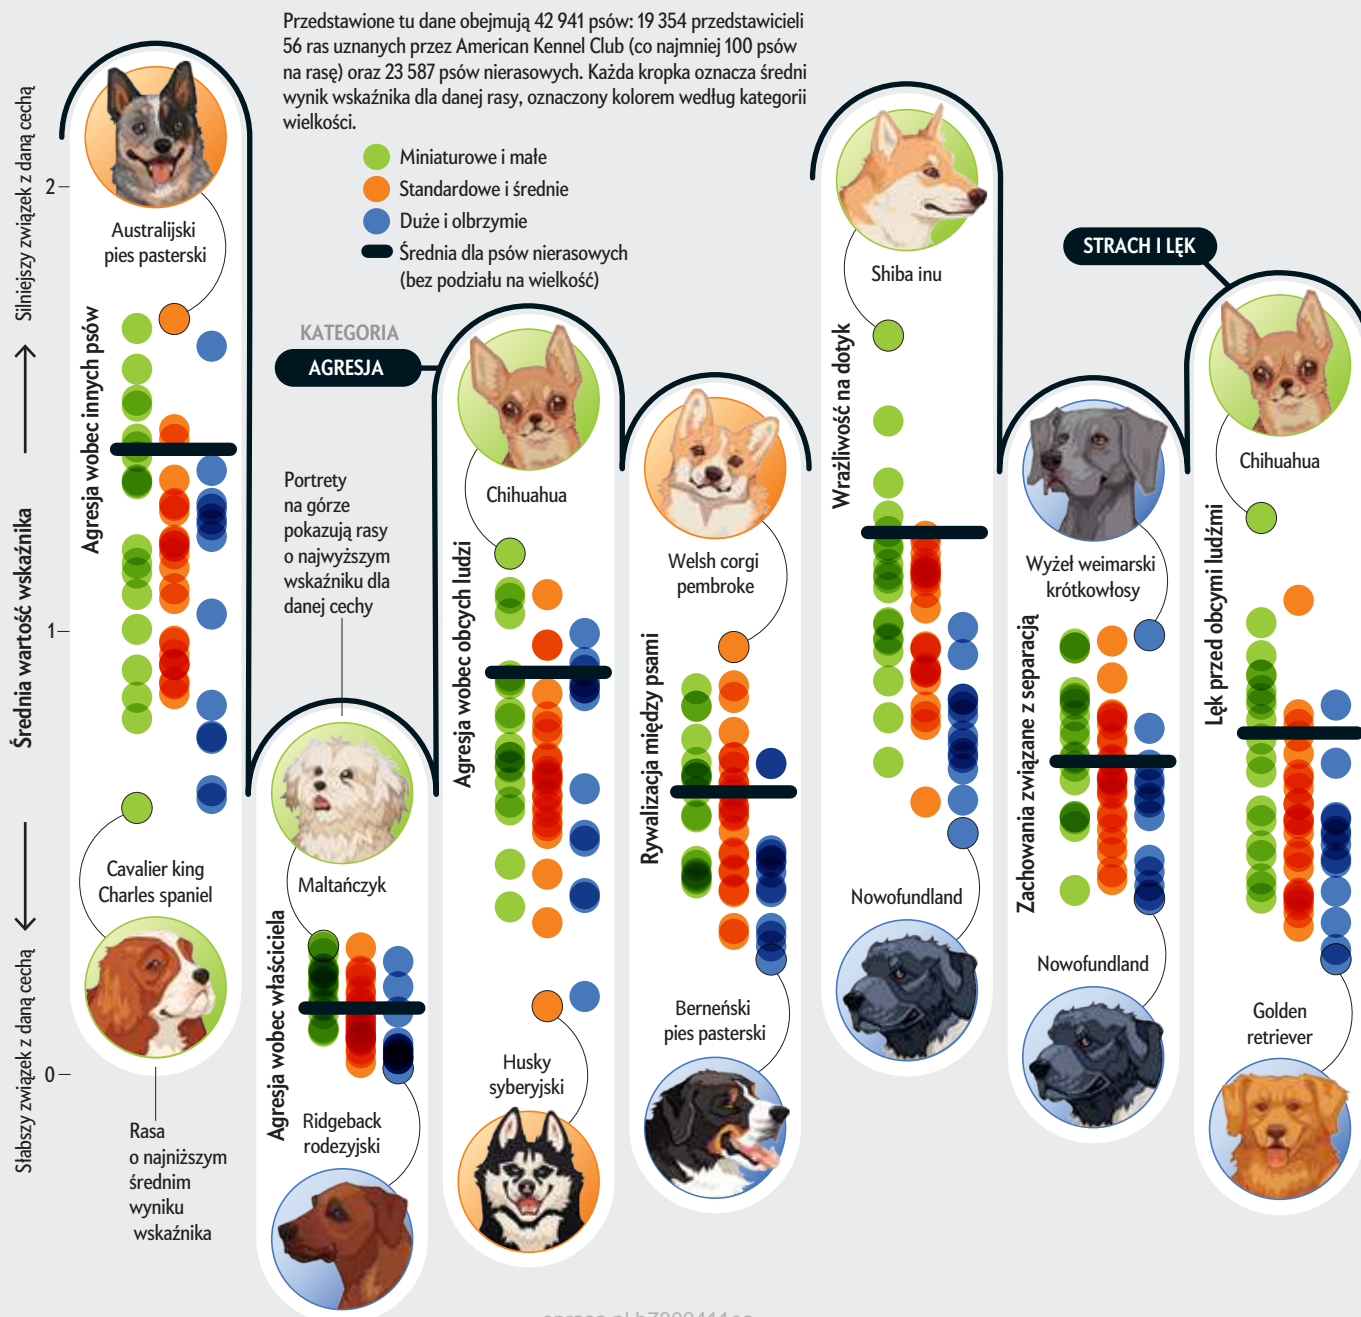 Przedstawione tu dane obejmują 42 941 psów: 19 354 przedstawicieli
56 ras uznanych przez American Kennel Club (co najmniej 100 psów
na rasę) oraz 23 587 psów nierasowych. Każda kropka oznacza średni
wynik wskaźnika dla danej rasy, oznaczony kolorem według kategorii
wielkości.
Miniaturowe i małe
Standardowe i średnie
Duże i olbrzymie
Średnia dla psów nierasowych
(bez podziału na wielkość)
Silniejszy związek z daną cechą
Średnia wartość wskaźnika
Słabszy związek z daną cechą
2
1
0
Australijski
pies pasterski
Agresja wobec innych psów
Cavalier king
Charles spaniel
Rasa
o najniższym
średnim
wyniku
wskaźnika
KATEGORIA
AGRESJA
Portrety
na górze
pokazują rasy
o najwyższym
wskaźniku dla
danej cechy
Maltańczyk
Agresja wobec właściciela
Ridgeback
rodezyjski
Chihuahua
Agresja wobec obcych ludzi
Husky
syberyjski
Welsh corgi
pembroke
Rywalizacja między psami
Berneński
pies pasterski
Shiba inu
Wrażliwość na dotyk
Nowofundland
STRACH I LĘK
Wyżeł weimarski
krótkowłosy
Zachowania związane z separacją
Nowofundland
Chihuahua
Lęk przed obcymi ludźmi
Golden
retriever